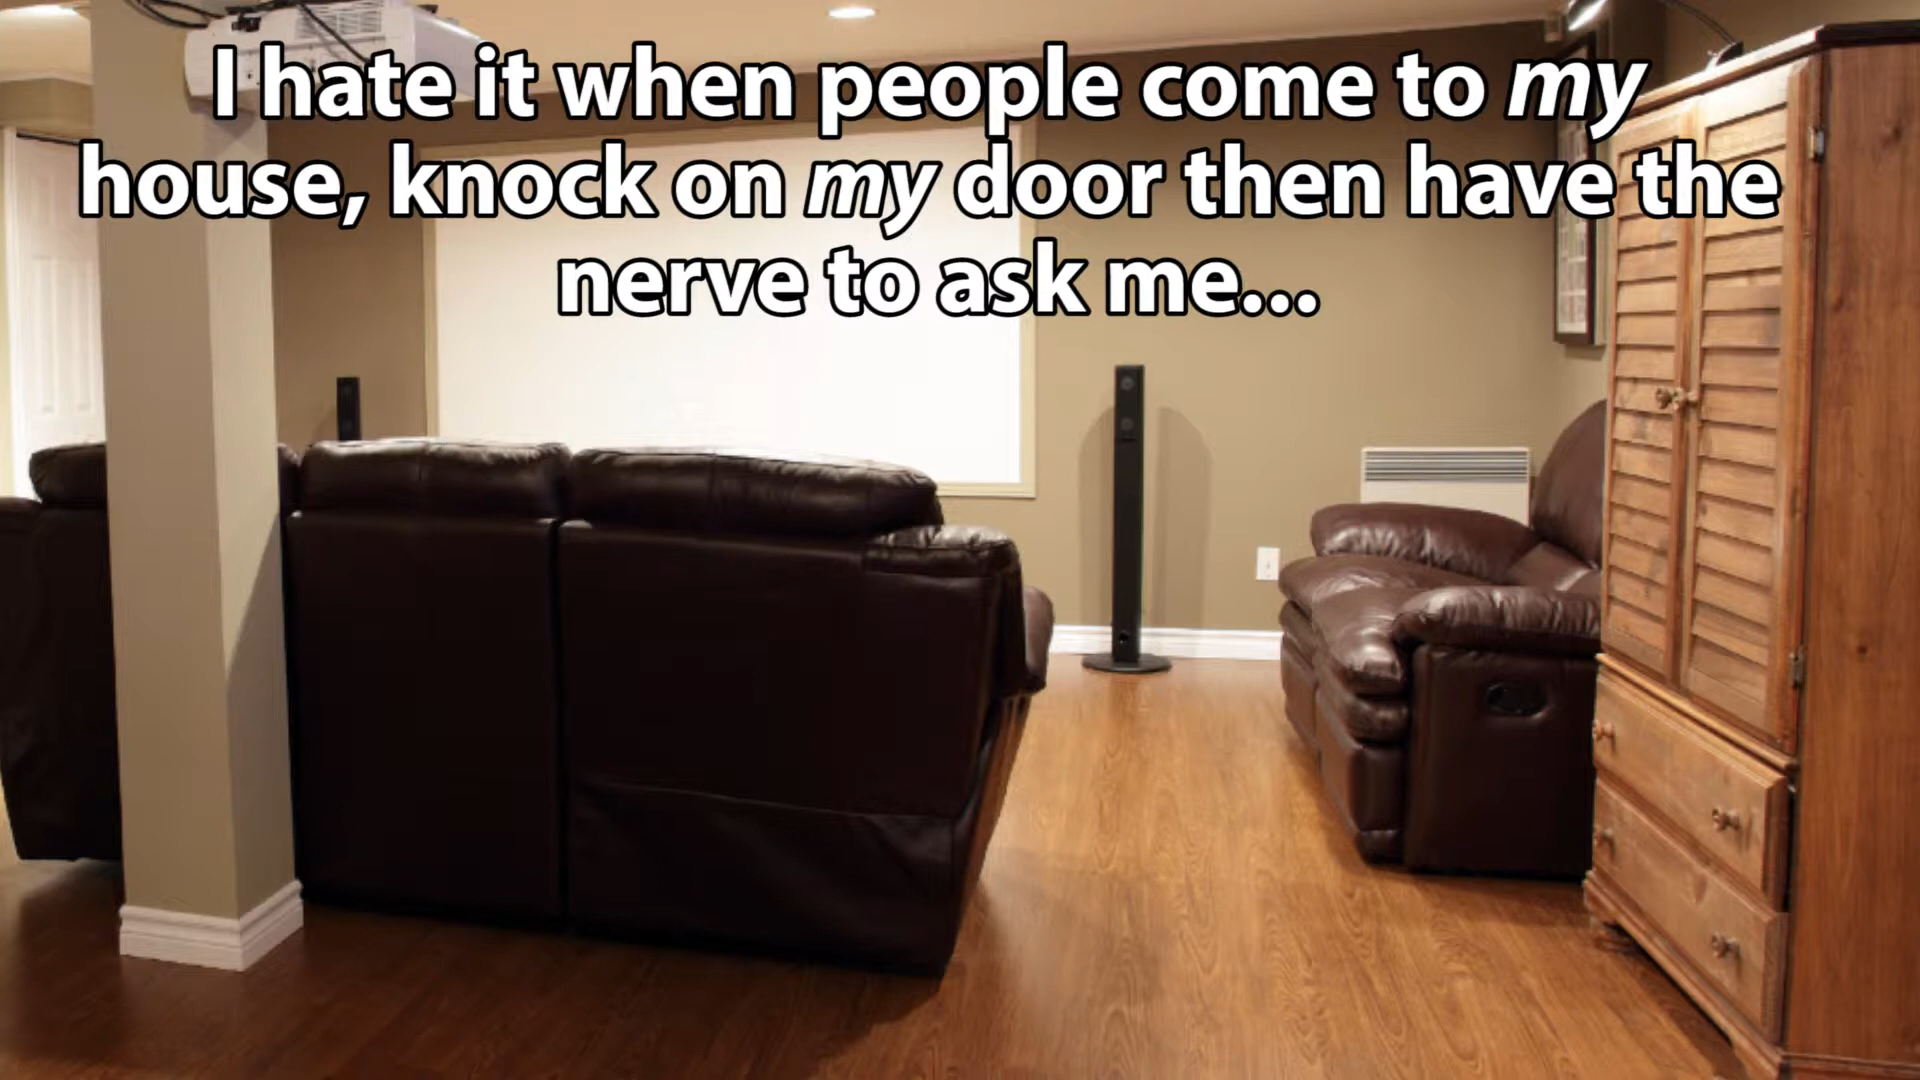 I hate it when people come to my
house, knock on my door then have the
nerve to ask me...